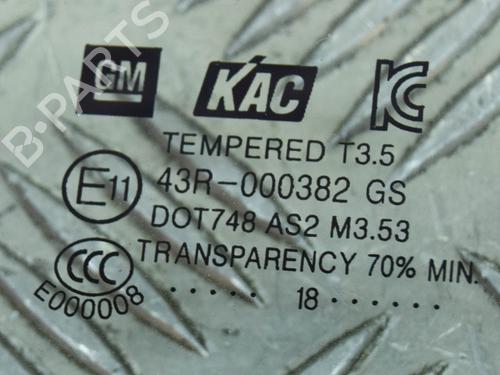 GM KAC KC
TEMPERED T3.5
E11 43R-000382 GS
DOT748 AS2 M3.53
CCC TRANSPARENCY 70% MIN.
E000008 ..... 18 ......
B-PARTS